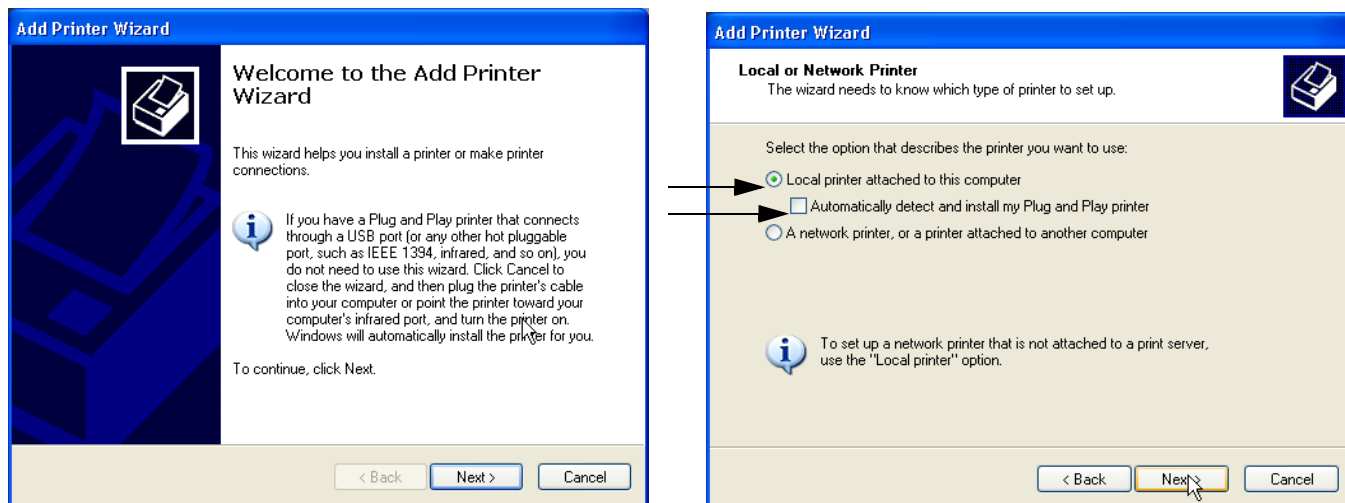 Add Printer Wizard
Welcome to the Add Printer
Wizard
This wizard helps you install a printer or make printer
connections.
If you have a Plug and Play printer that connects
through a USB port (or any other hot pluggable
port, such as IEEE 1394, infrared, and so on), you
do not need to use this wizard. Click Cancel to
close the wizard, and then plug the printer's cable
into your computer or point the printer toward your
computer's infrared port, and turn the printer on.
Windows will automatically install the printer for you.
To continue, click Next.
< Back
Next >
Cancel
Add Printer Wizard
Local or Network Printer
The wizard needs to know which type of printer to set up.
Select the option that describes the printer you want to use:
Local printer attached to this computer
Automatically detect and install my Plug and Play printer
A network printer, or a printer attached to another computer
To set up a network printer that is not attached to a print server,
use the "Local printer" option.
< Back
Next >
Cancel